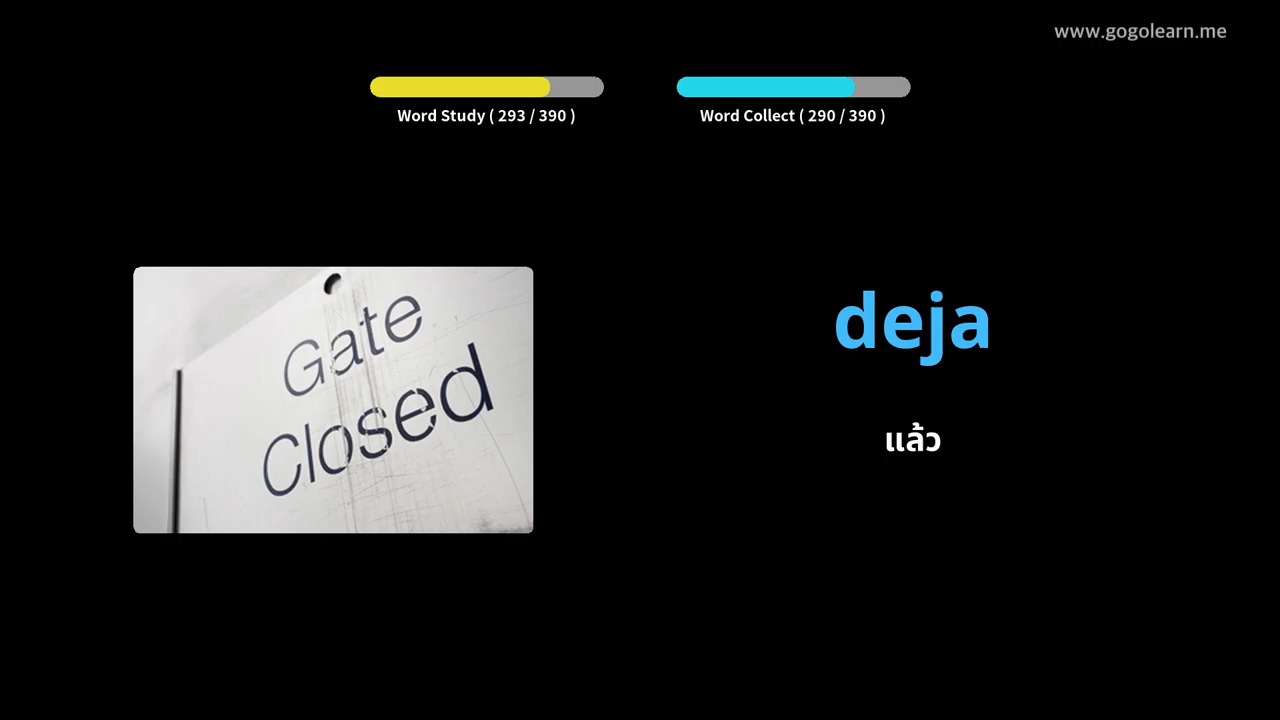 www.gogolearn.me
Word Study ( 293 / 390 )
Word Collect ( 290 / 390 )
Gate
Closed
deja
แล้ว